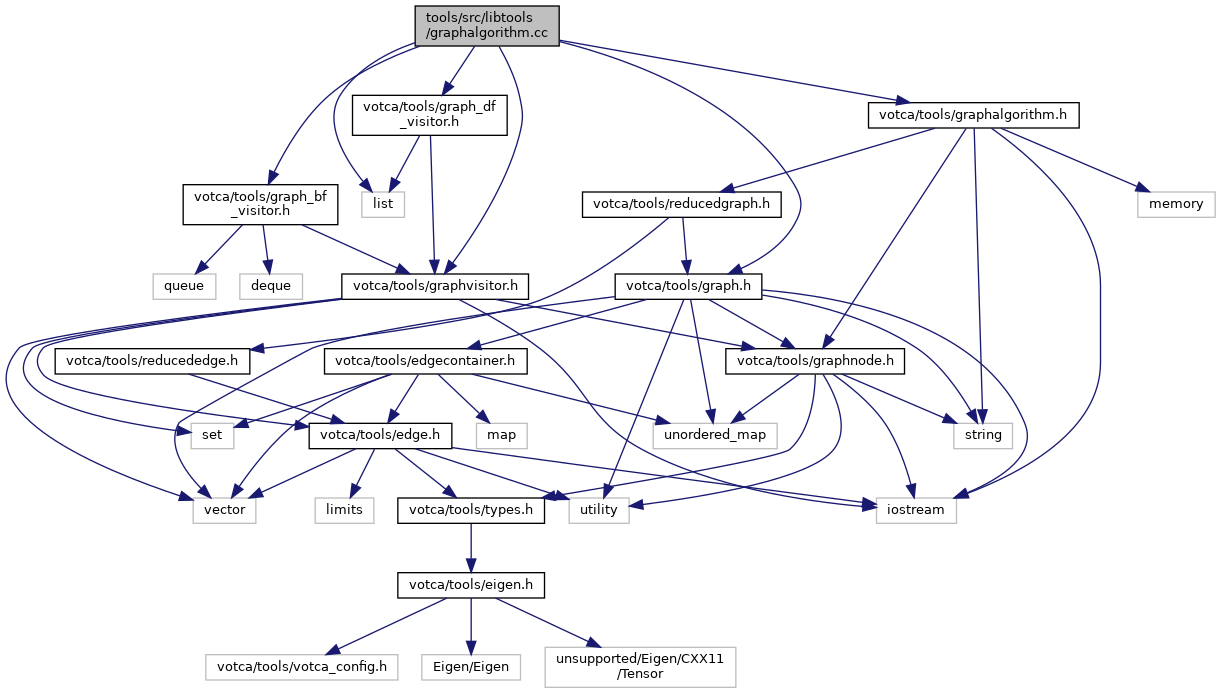 tools/src/libtools
/graphalgorithm.cc
votca/tools/graph_df
_visitor.h
votca/tools/graphalgorithm.h
votca/tools/graph_bf
_visitor.h
list
votca/tools/reducedgraph.h
memory
queue
deque
votca/tools/graphvisitor.h
votca/tools/graph.h
votca/tools/reducededge.h
votca/tools/edgecontainer.h
votca/tools/graphnode.h
set
votca/tools/edge.h
map
unordered_map
string
vector
limits
votca/tools/types.h
utility
iostream
votca/tools/eigen.h
votca/tools/votca_config.h
Eigen/Eigen
unsupported/Eigen/CXX11
/Tensor